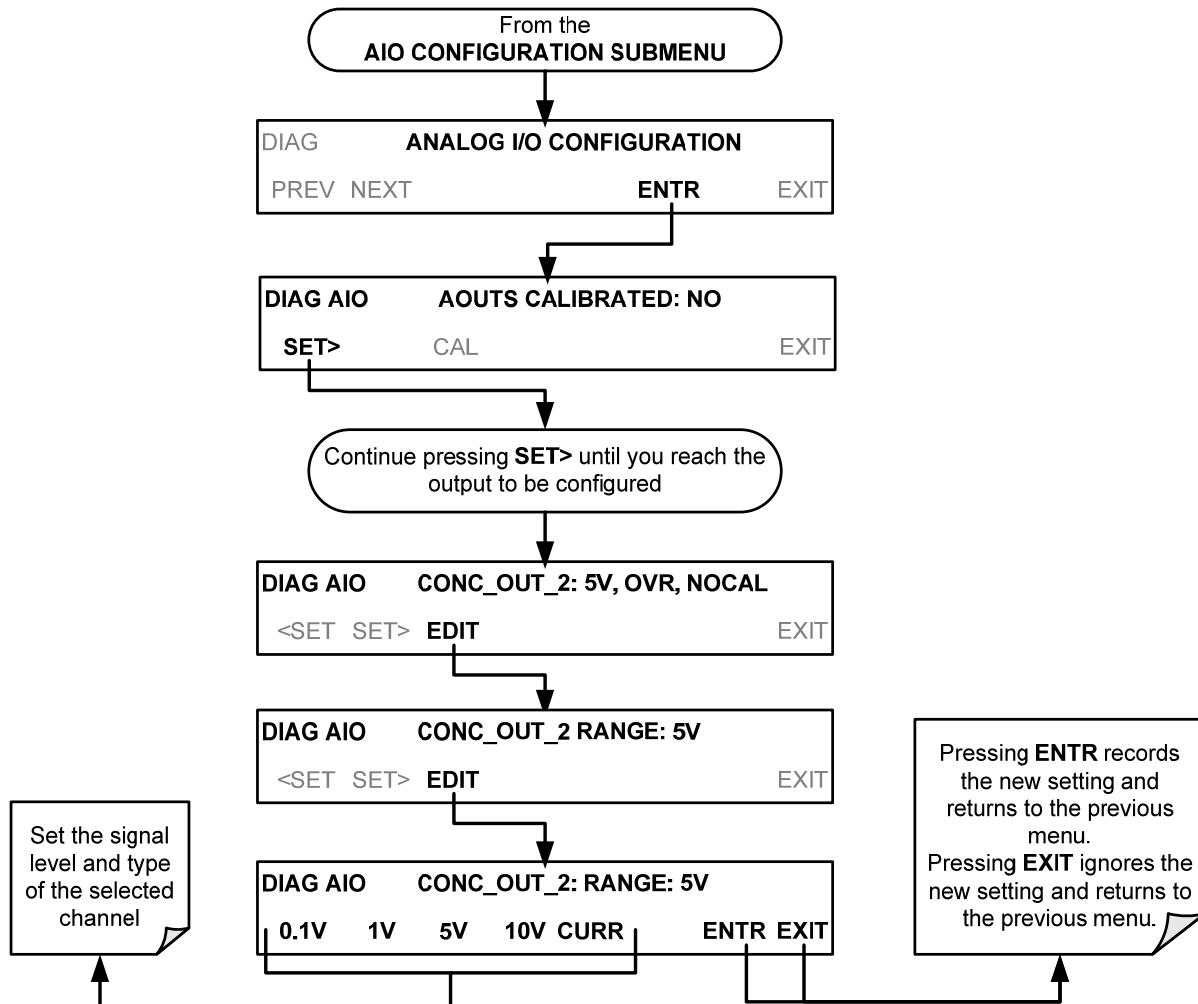 From the
AIO CONFIGURATION SUBMENU
DIAG ANALOG I/O CONFIGURATION
PREV NEXT ENTR EXIT
DIAG AIO AOUTS CALIBRATED: NO
SET> CAL EXIT
Continue pressing SET> until you reach the
output to be configured
DIAG AIO CONC_OUT_2: 5V, OVR, NOCAL
<SET SET> EDIT EXIT
DIAG AIO CONC_OUT_2 RANGE: 5V
<SET SET> EDIT EXIT
Set the signal
level and type
of the selected
channel
DIAG AIO CONC_OUT_2: RANGE: 5V
0.1V 1V 5V 10V CURR ENTR EXIT
Pressing ENTR records
the new setting and
returns to the previous
menu.
Pressing EXIT ignores the
new setting and returns to
the previous menu.